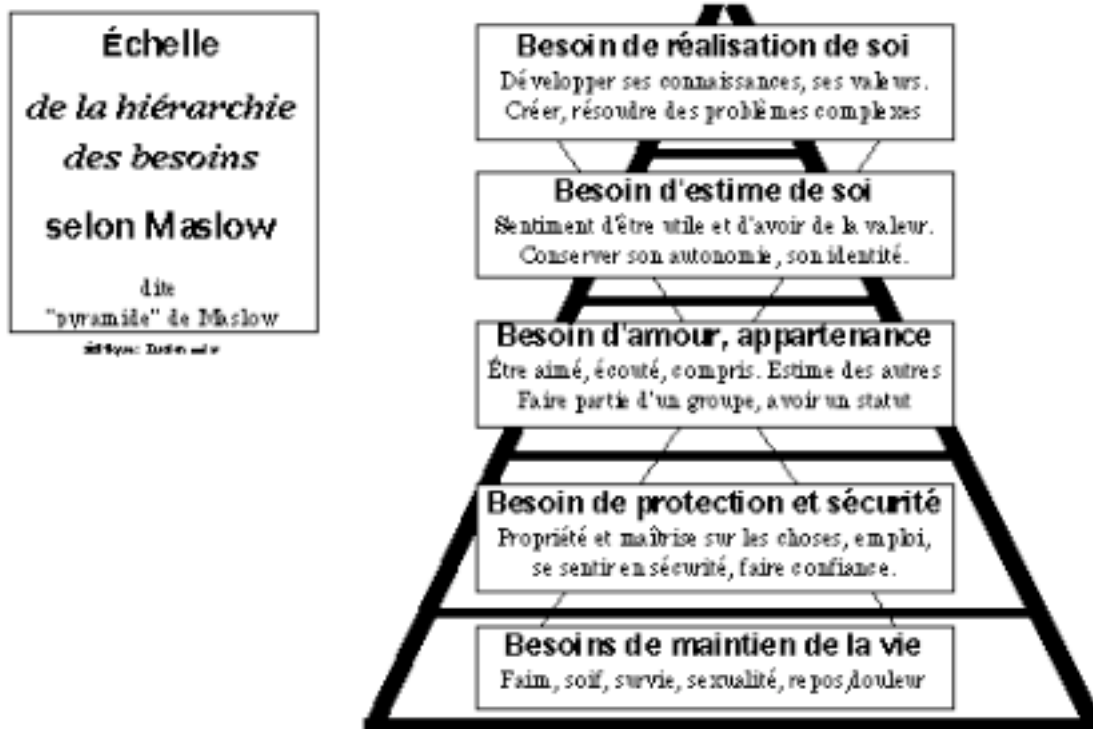 Échelle
de la hiérarchie
des besoins
selon Maslow
dite
"pyramide" de Maslow
Besoin de réalisation de soi
Développer ses connaissances, ses valeurs.
Créer, résoudre des problèmes complexes
Besoin d'estime de soi
Sentiment d'être utile et d'avoir de la valeur.
Conserver son autonomie, son identité.
Besoin d'amour, appartenance
Être aimé, écouté, compris. Estime des autres
Faire partie d'un groupe, avoir un statut
Besoin de protection et sécurité
Propriété et maîtrise sur les choses, emploi,
se sentir en sécurité, faire confiance.
Besoins de maintien de la vie
Faim, soif, survie, sexualité, repos,douleur